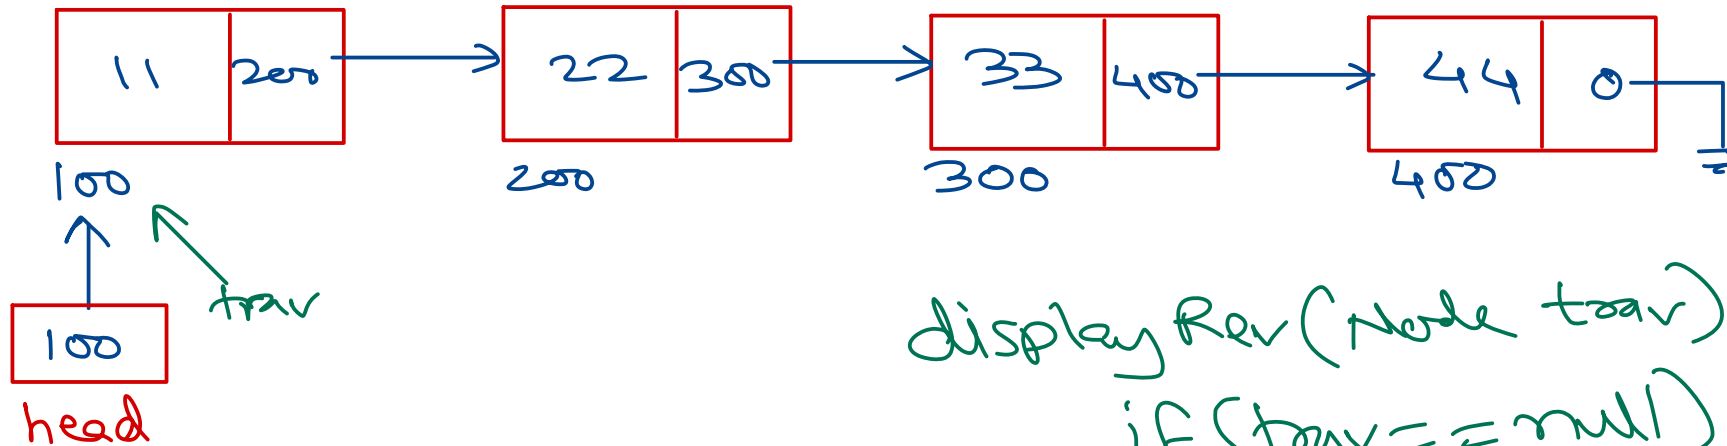 11 200 22 300 33 400 44 0
100 200 300 400
trav
100
head
displayRev(Node trav)
if(trav==null)